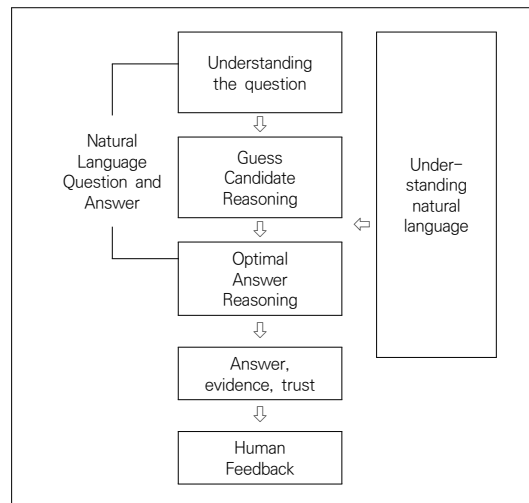 Understanding
the question
Natural
Language
Question and
Answer
Guess
Candidate
Reasoning
Under-
standing
natural
language
Optimal
Answer
Reasoning
Answer,
evidence, trust
Human
Feedback